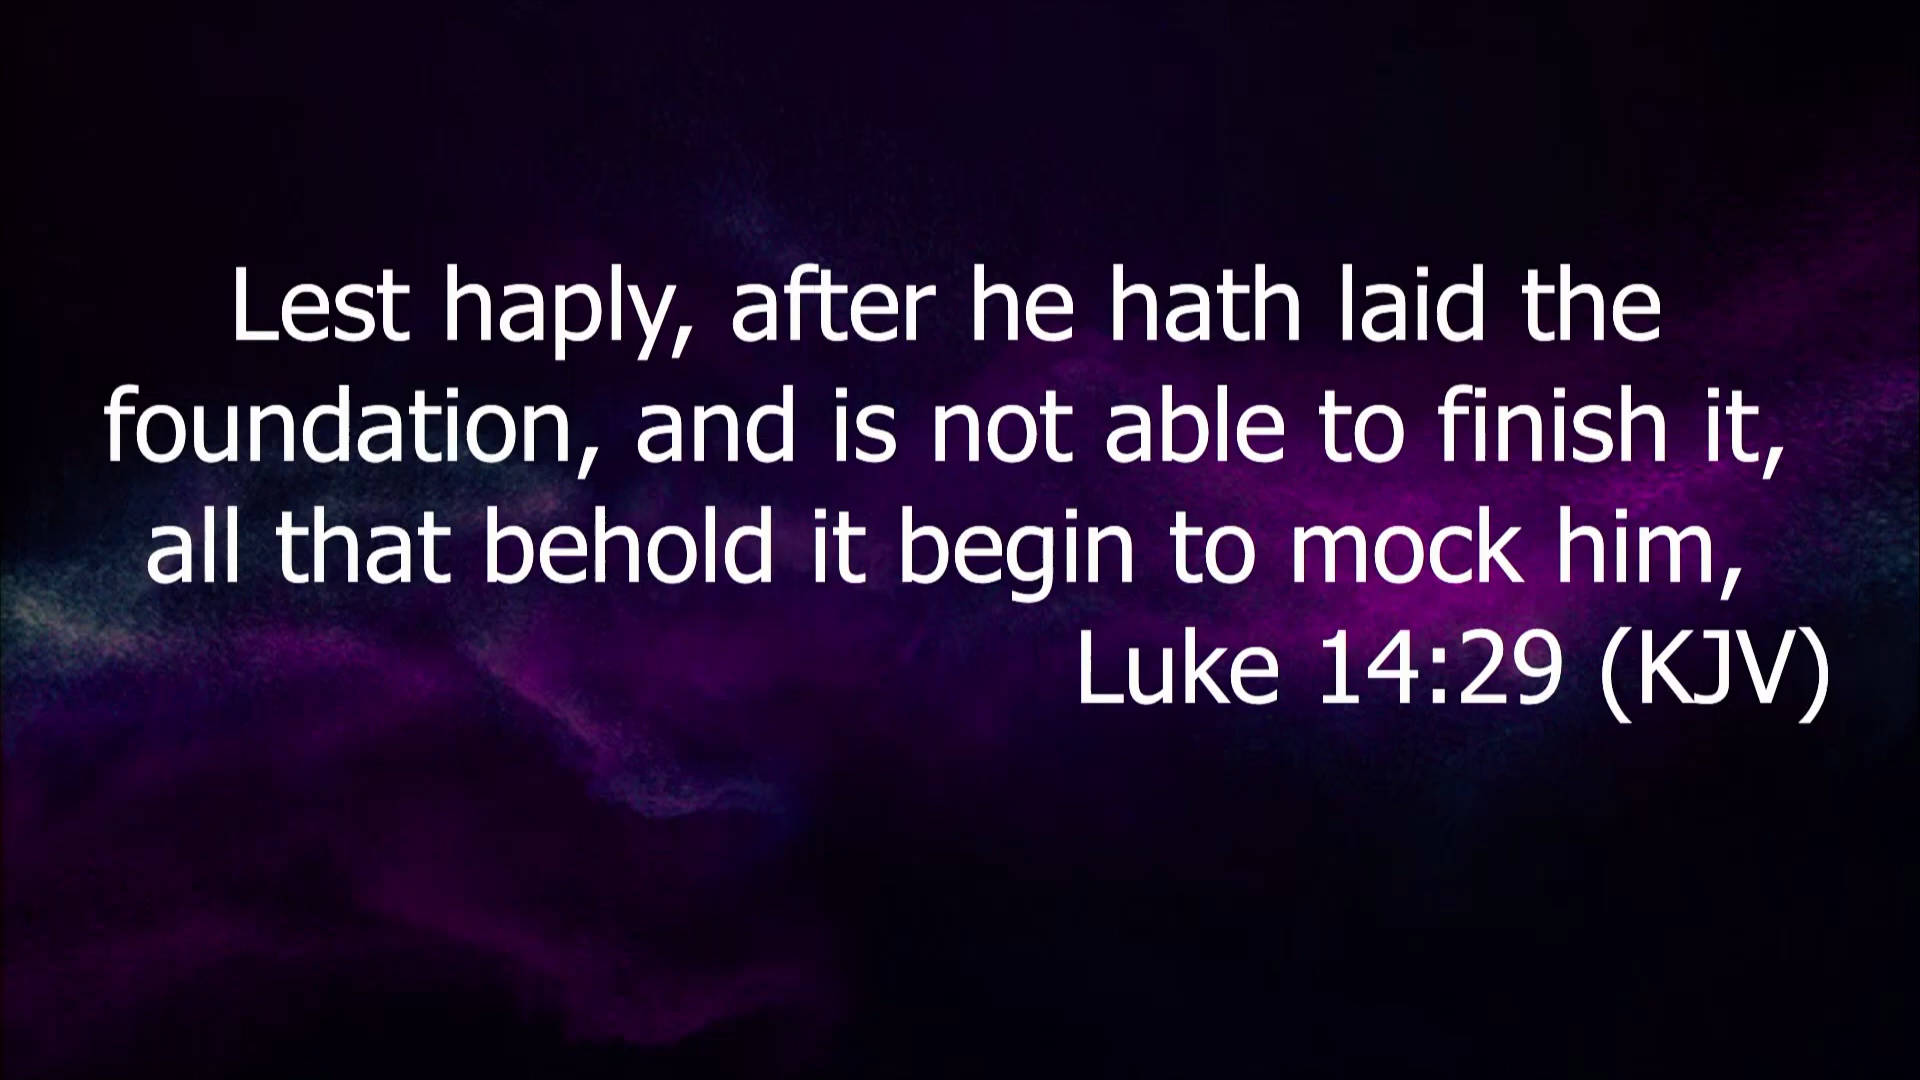 Lest haply, after he hath laid the
foundation, and is not able to finish it,
all that behold it begin to mock him,
Luke 14:29 (KJV)